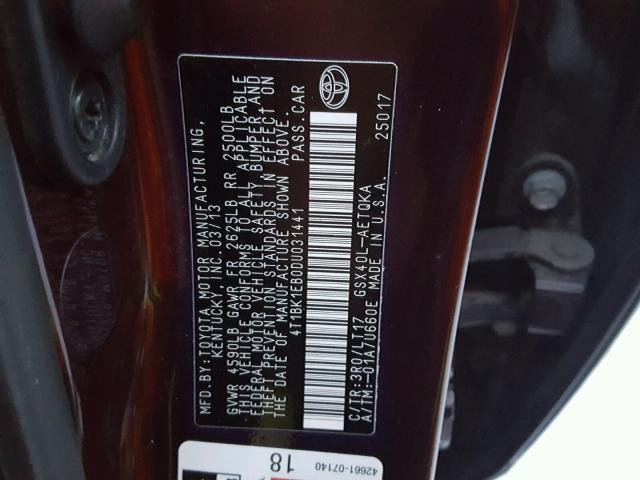 MFD.BY:TOYOTA MOTOR MANUFACTURING,
KENTUCKY, INC. 03/13
GVWR 4590LB GAWR FR 2625LB RR 2500LB
THIS VEHICLE CONFORMS TO ALL APPLICABLE
FEDERAL MOTOR VEHICLE SAFETY, BUMPER, AND
THEFT PREVENTION STANDARDS IN EFFECT ON
THE DATE OF MANUFACTURE SHOWN ABOVE.
4T1BK1EB0DU031441 PASS.CAR
C/TR:3R0/LT17 GSX40L-AETQKA
A/TM:-01A/U660E MADE IN U.S.A. 25017
42661-07140
18